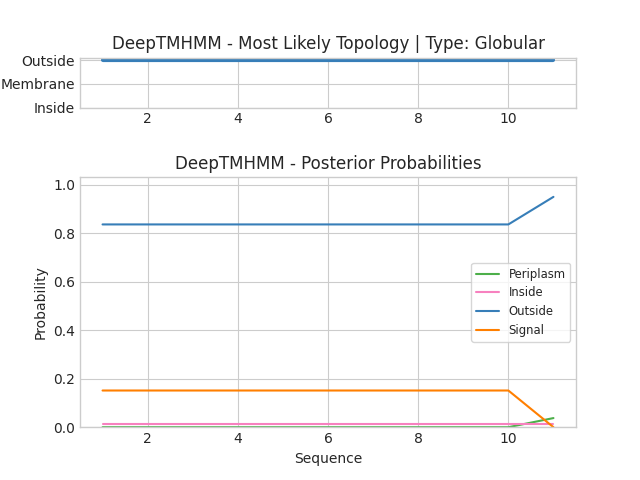 DeepTMHMM - Most Likely Topology | Type: Globular
Outside
Membrane
Inside
2 4 6 8 10
DeepTMHMM - Posterior Probabilities
1.0
0.8
0.6
0.4
0.2
0.0
Probability
Periplasm
Inside
Outside
Signal
2 4 6 8 10
Sequence